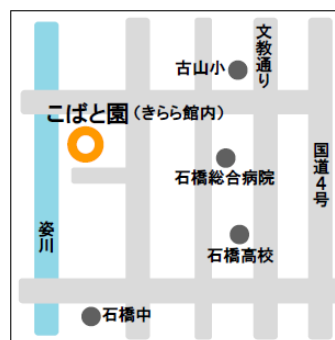 古山小
文教通り
こばと園(きらら館内)
石橋総合病院
国道4号
姿川
石橋高校
石橋中